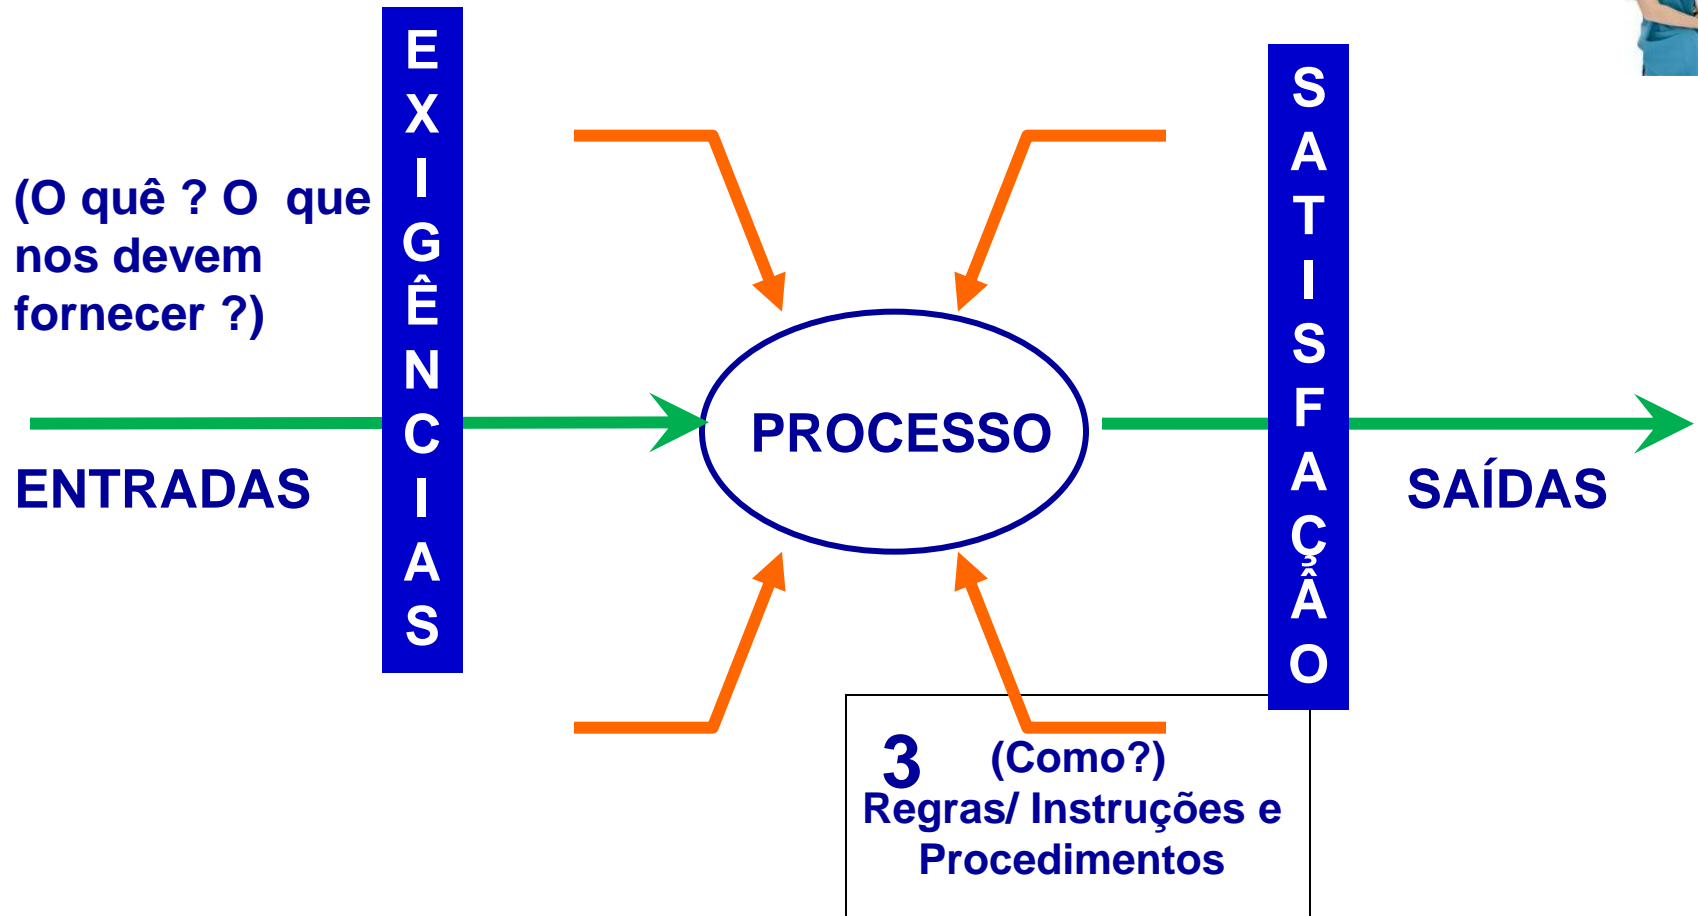 EXIGÊNCIAS
SATISFAÇÂO
(O quê ? O  que
nos devem
fornecer ?)
PROCESSO
ENTRADAS
SAÍDAS
3
(Como?)
Regras/ Instruções e
Procedimentos